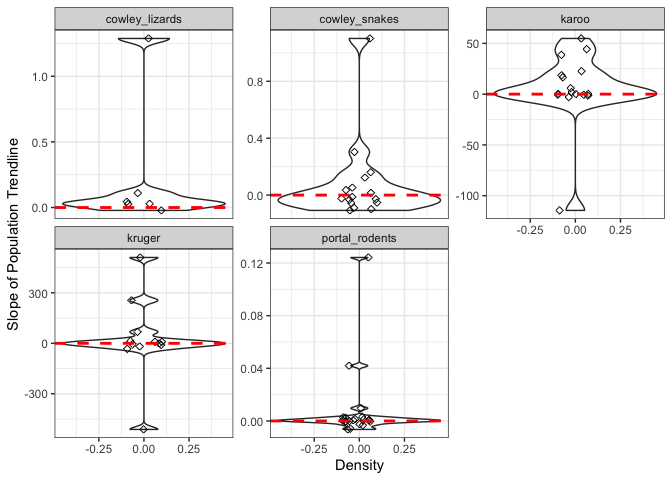 cowley_lizards
cowley_snakes
karoo
1.0
0.5
0.0
0.8
0.4
0.0
50
0
-50
-100
-0.25 0.00 0.25
Slope of Population Trendline
kruger
portal_rodents
300
0
-300
0.12
0.08
0.04
0.00
-0.25 0.00 0.25
-0.25 0.00 0.25
Density